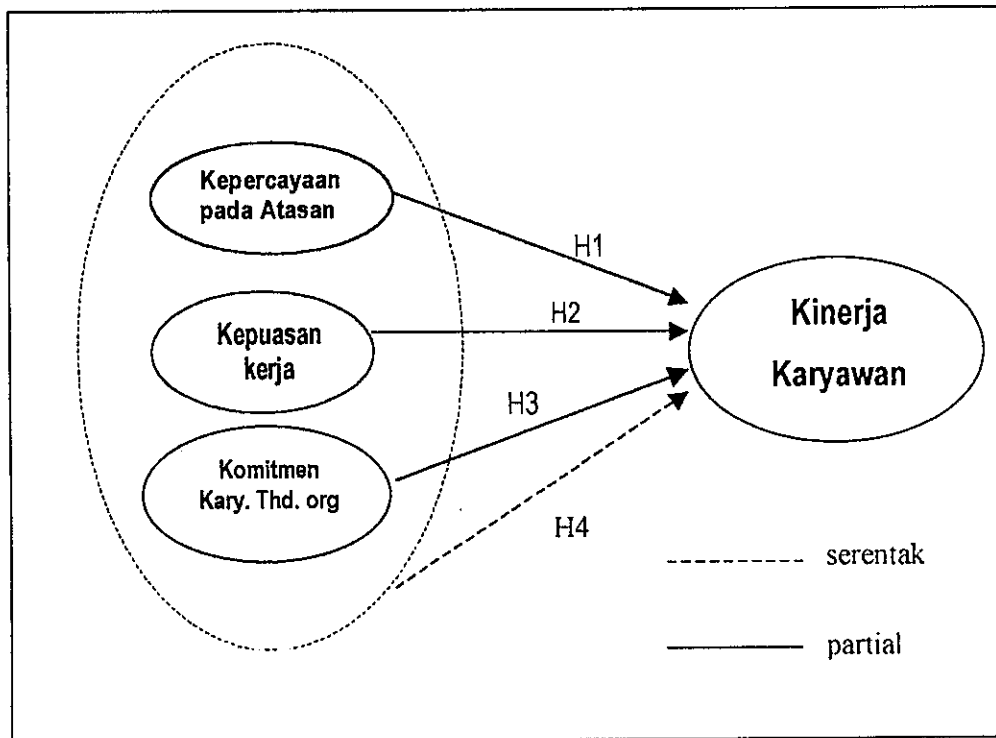 Kepercayaan
pada Atasan
H1
Kepuasan
kerja
H2
Kinerja
Karyawan
Komitmen
Kary. Thd. org
H3
H4
serentak
partial